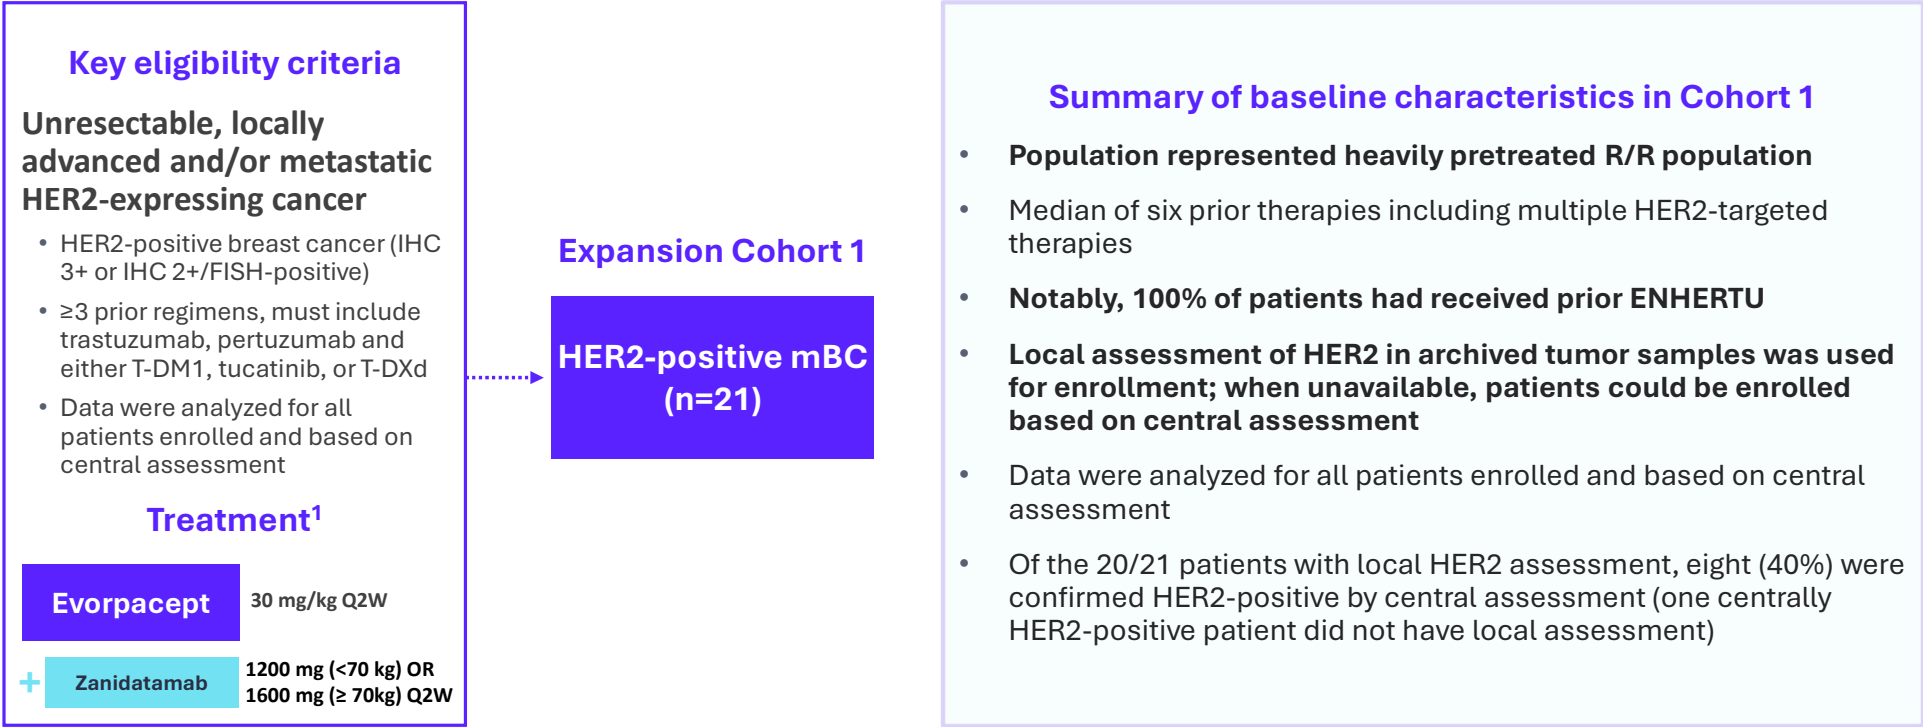 Key eligibility criteria
Unresectable, locally
advanced and/or metastatic
HER2-expressing cancer
• HER2-positive breast cancer (IHC
3+ or IHC 2+/FISH-positive)
• ≥3 prior regimens, must include
trastuzumab, pertuzumab and
either T-DM1, tucatinib, or T-DXd
• Data were analyzed for all
patients enrolled and based on
central assessment
Treatment¹
Evorpacept
30 mg/kg Q2W
+
Zanidatamab
1200 mg (<70 kg) OR
1600 mg (≥ 70kg) Q2W
Expansion Cohort 1
HER2-positive mBC
(n=21)
Summary of baseline characteristics in Cohort 1
• Population represented heavily pretreated R/R population
• Median of six prior therapies including multiple HER2-targeted
therapies
• Notably, 100% of patients had received prior ENHERTU
• Local assessment of HER2 in archived tumor samples was used
for enrollment; when unavailable, patients could be enrolled
based on central assessment
• Data were analyzed for all patients enrolled and based on central
assessment
• Of the 20/21 patients with local HER2 assessment, eight (40%) were
confirmed HER2-positive by central assessment (one centrally
HER2-positive patient did not have local assessment)